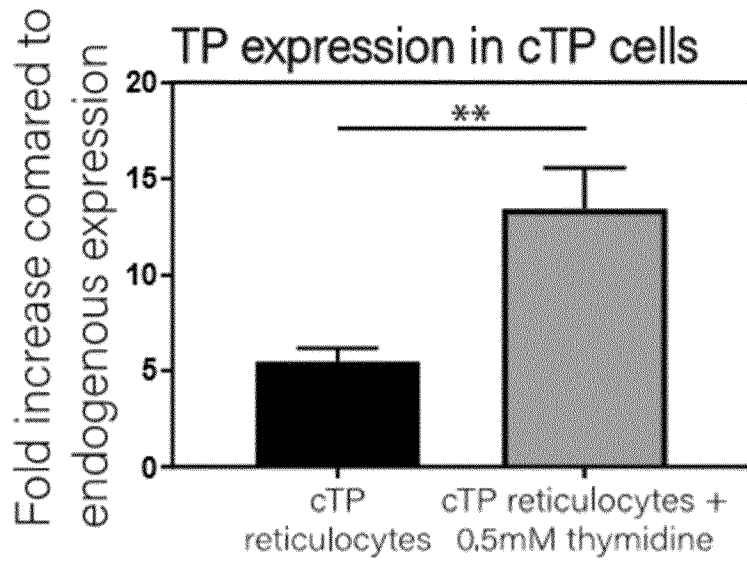 TP expression in cTP cells
Fold increase comared to
endogenous expression
20
**
15
10
5
0
cTP
reticulocytes
cTP reticulocytes +
0.5mM thymidine